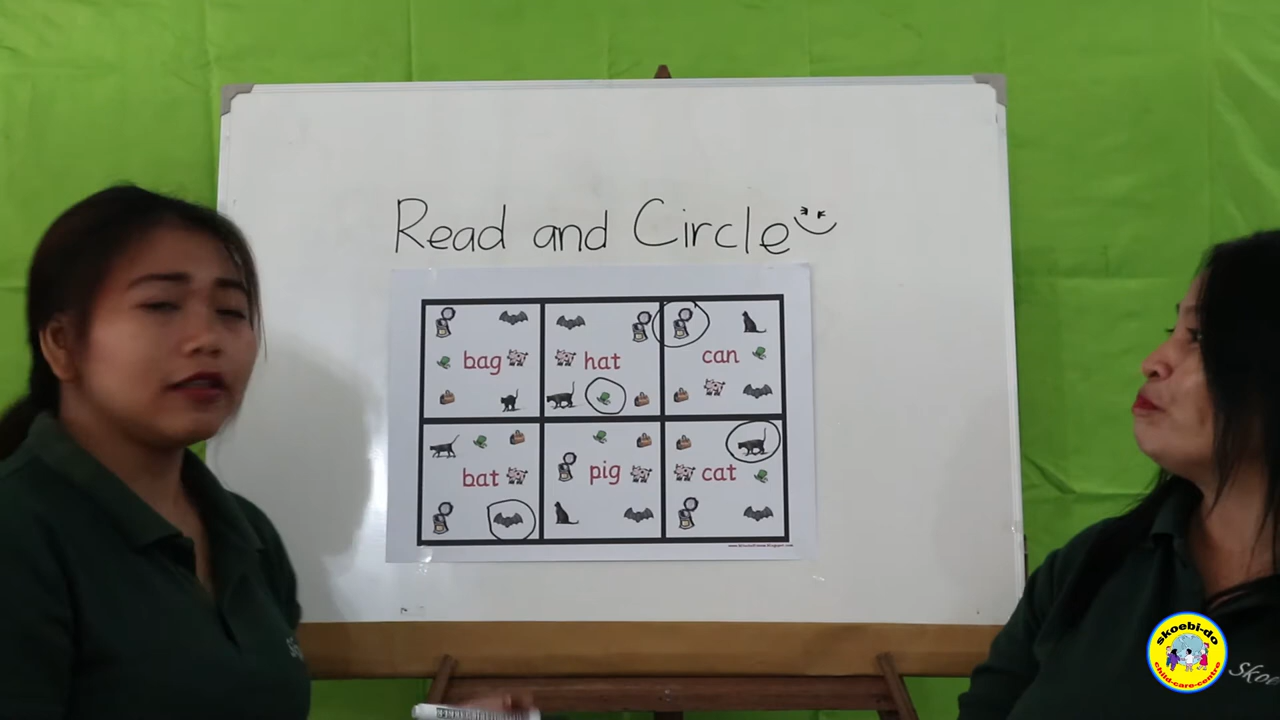 Read and Circle
bag hat can
bat pig cat
skoebi-do
child-care-centre